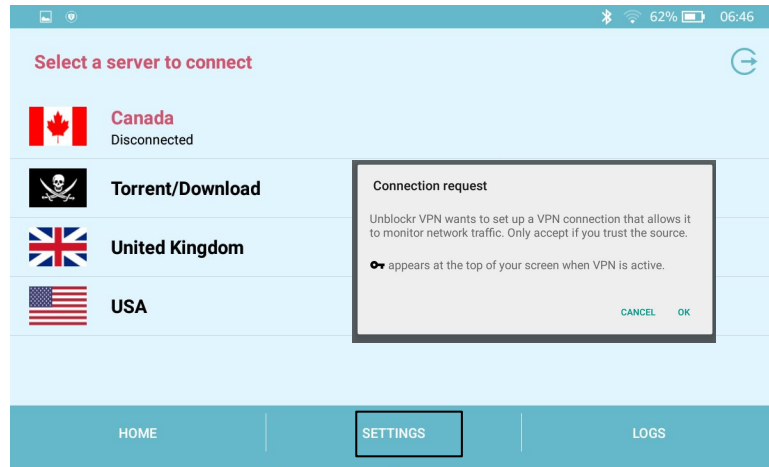 62% 06:46
Select a server to connect
Canada
Disconnected
Torrent/Download
United Kingdom
USA
Connection request
Unblockr VPN wants to set up a VPN connection that allows it
to monitor network traffic. Only accept if you trust the source.
appears at the top of your screen when VPN is active.
CANCEL OK
HOME SETTINGS LOGS